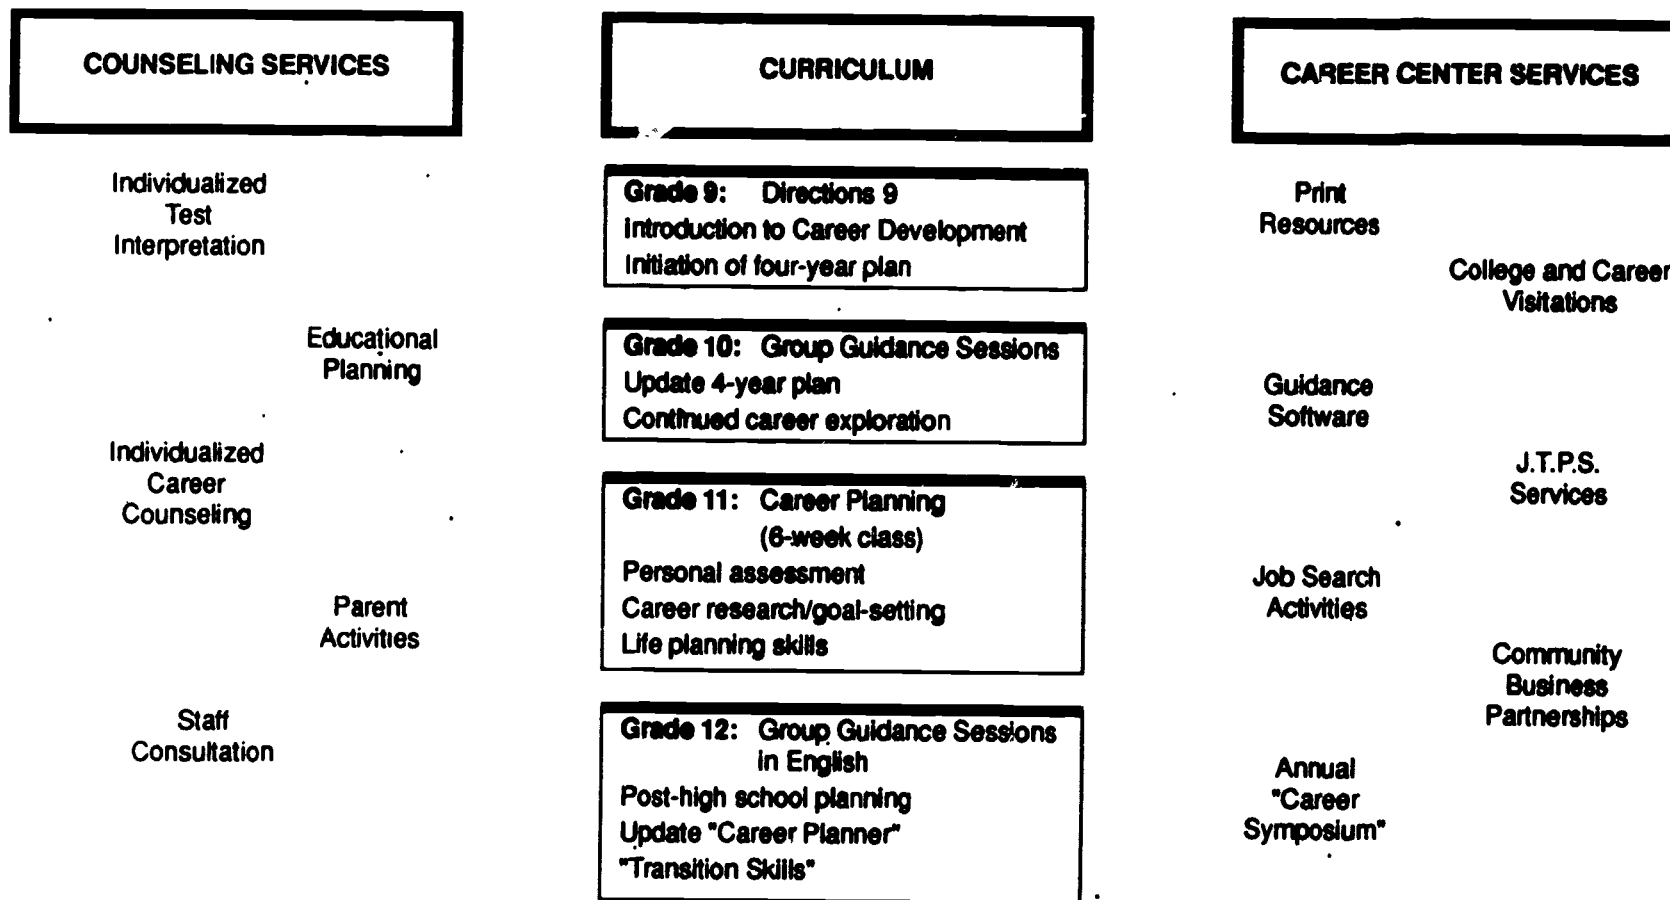 COUNSELING SERVICES
Individualized
Test
Interpretation
Educational
Planning
Individualized
Career
Counseling
Parent
Activities
Staff
Consultation
CURRICULUM
Grade 9: Directions 9
Introduction to Career Development
Initiation of four-year plan
Grade 10: Group Guidance Sessions
Update 4-year plan
Continued career exploration
Grade 11: Career Planning
(6-week class)
Personal assessment
Career research/goal-setting
Life planning skills
Grade 12: Group Guidance Sessions
in English
Post-high school planning
Update "Career Planner"
"Transition Skills"
CAREER CENTER SERVICES
Print
Resources
College and Career
Visitations
Guidance
Software
J.T.P.S.
Services
Job Search
Activities
Community
Business
Partnerships
Annual
"Career
Symposium"